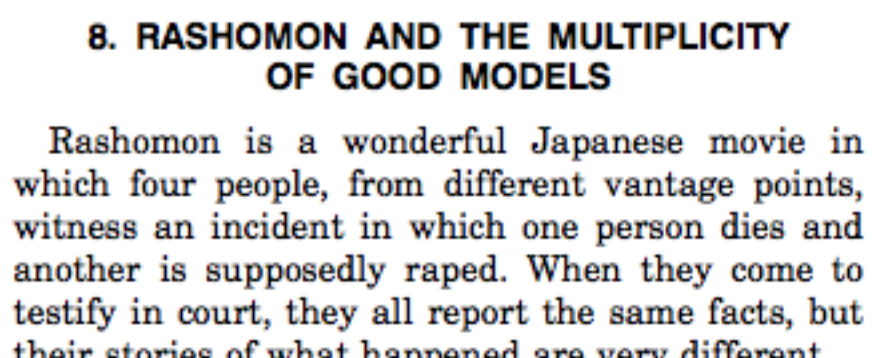 8. RASHOMON AND THE MULTIPLICITY
OF GOOD MODELS
Rashomon is a wonderful Japanese movie in
which four people, from different vantage points,
witness an incident in which one person dies and
another is supposedly raped. When they come to
testify in court, they all report the same facts, but
their stories of what happened are very different.